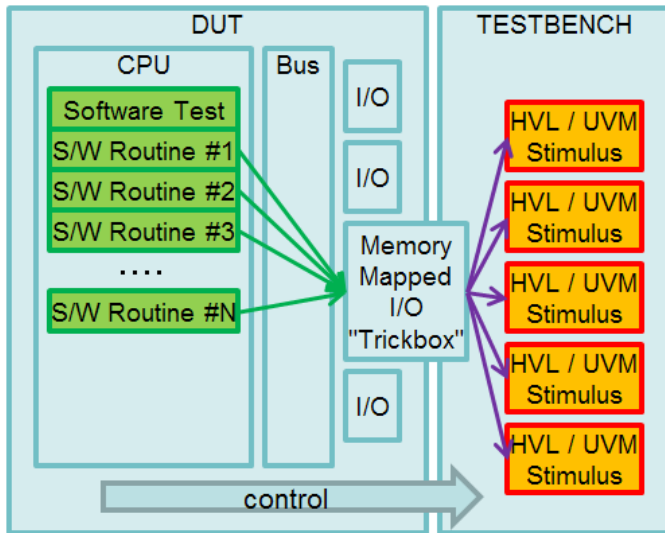 DUT
TESTBENCH
CPU
Bus
Software Test
S/W Routine #1
S/W Routine #2
S/W Routine #3
....
S/W Routine #N
I/O
I/O
Memory
Mapped
I/O
"Trickbox"
I/O
HVL / UVM
Stimulus
HVL / UVM
Stimulus
HVL / UVM
Stimulus
HVL / UVM
Stimulus
HVL / UVM
Stimulus
control